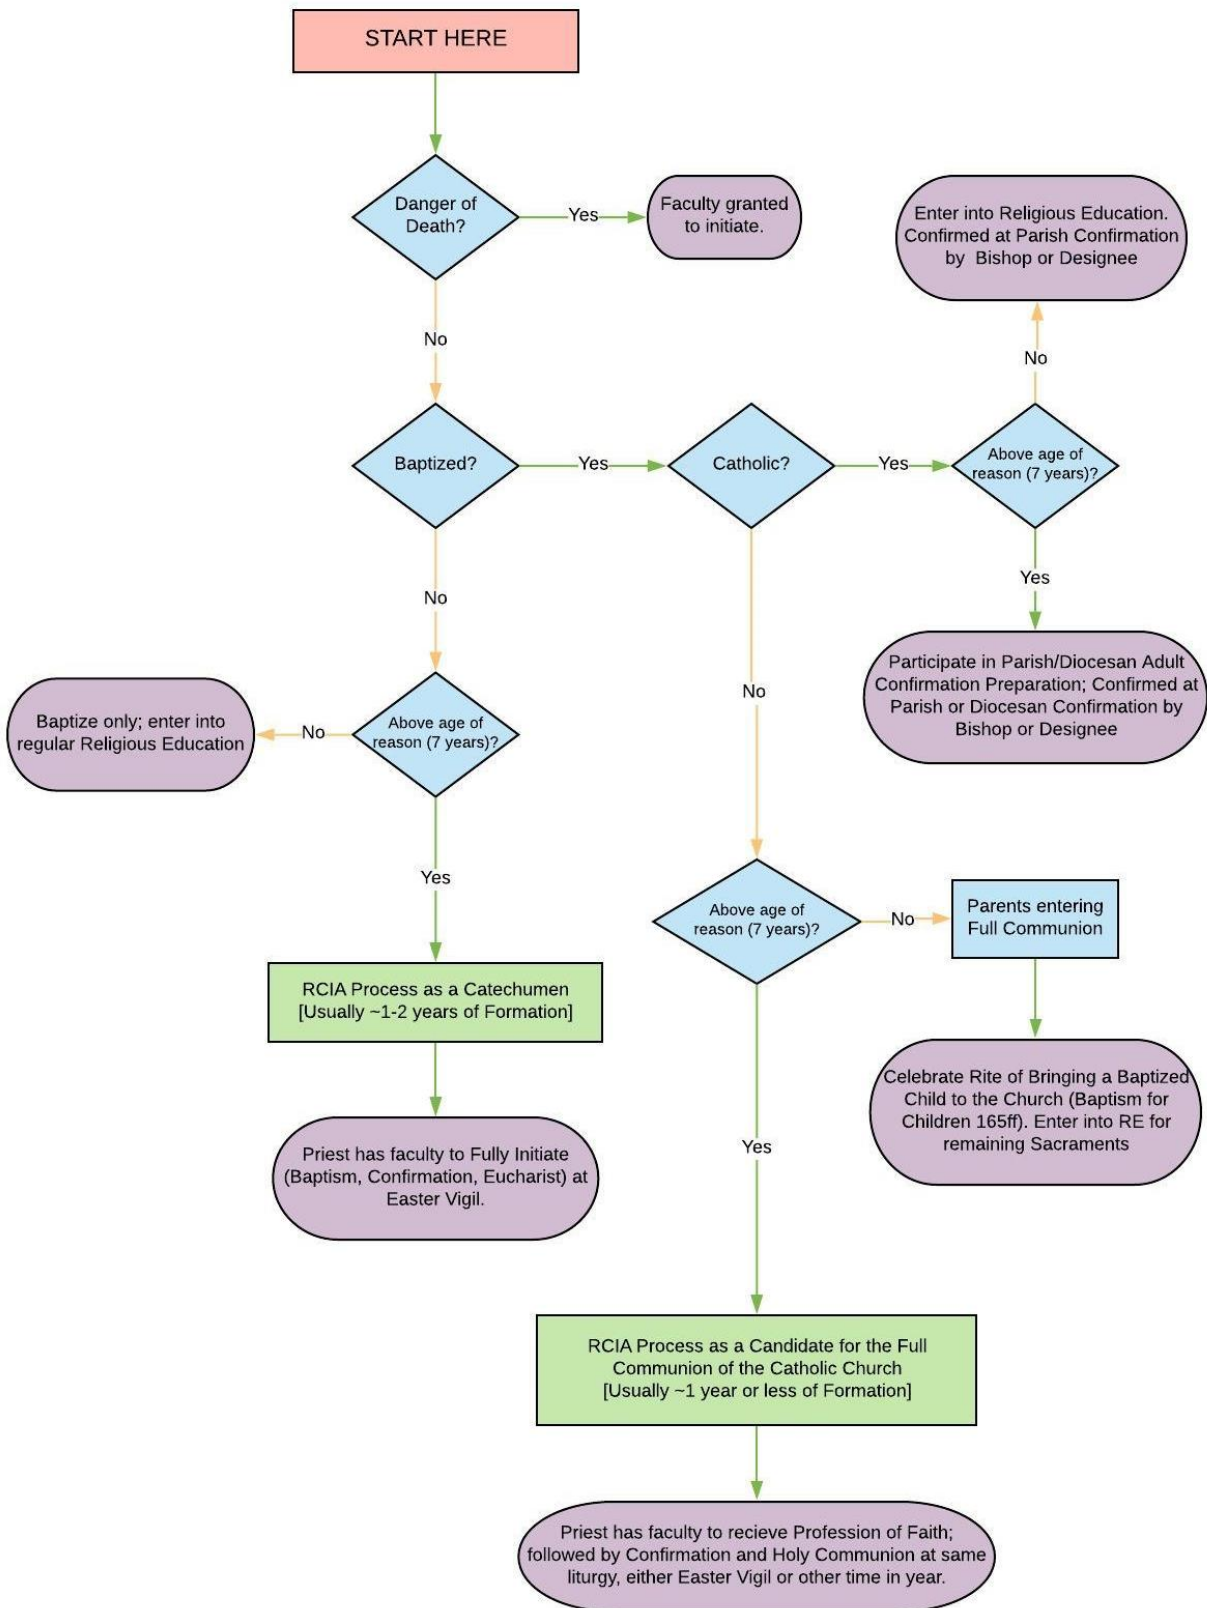 START HERE
Danger of
Death?
Yes
Faculty granted
to initiate.
Enter into Religious Education.
Confirmed at Parish Confirmation
by Bishop or Designee
No
No
Baptized?
Yes
Catholic?
Yes
Above age of
reason (7 years)?
Yes
No
Participate in Parish/Diocesan Adult
Confirmation Preparation; Confirmed at
Parish or Diocesan Confirmation by
Bishop or Designee
No
Baptize only; enter into
regular Religious Education
No
Above age of
reason (7 years)?
Yes
Above age of
reason (7 years)?
No
Parents entering
Full Communion
RCIA Process as a Catechumen
[Usually ~1-2 years of Formation]
Celebrate Rite of Bringing a Baptized
Child to the Church (Baptism for
Children 165ff). Enter into RE for
remaining Sacraments
Yes
Priest has faculty to Fully Initiate
(Baptism, Confirmation, Eucharist) at
Easter Vigil.
RCIA Process as a Candidate for the Full
Communion of the Catholic Church
[Usually ~1 year or less of Formation]
Priest has faculty to recieve Profession of Faith;
followed by Confirmation and Holy Communion at same
liturgy, either Easter Vigil or other time in year.